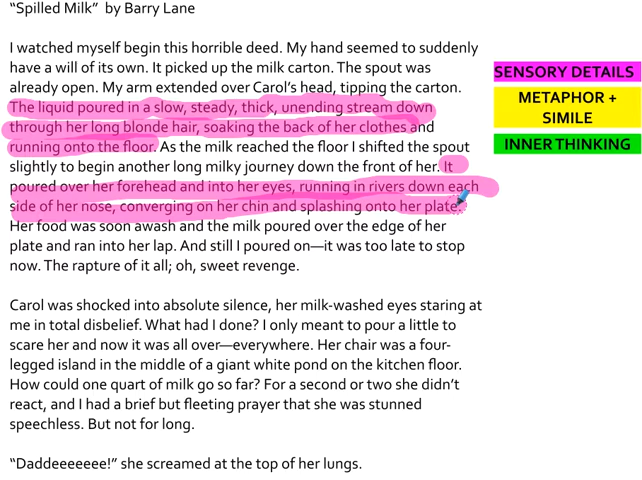 “Spilled Milk” by Barry Lane
I watched myself begin this horrible deed. My hand seemed to suddenly
have a will of its own. It picked up the milk carton. The spout was
already open. My arm extended over Carol’s head, tipping the carton.
The liquid poured in a slow, steady, thick, unending stream down
through her long blonde hair, soaking the back of her clothes and
running onto the floor. As the milk reached the floor I shifted the spout
slightly to begin another long milky journey down the front of her. It
poured over her forehead and into her eyes, running in rivers down each
side of her nose, converging on her chin and splashing onto her plate.
Her food was soon awash and the milk poured over the edge of her
plate and ran into her lap. And still I poured on—it was too late to stop
now. The rapture of it all; oh, sweet revenge.
Carol was shocked into absolute silence, her milk-washed eyes staring at
me in total disbelief. What had I done? I only meant to pour a little to
scare her and now it was all over—everywhere. Her chair was a four-
legged island in the middle of a giant white pond on the kitchen floor.
How could one quart of milk go so far? For a second or two she didn’t
react, and I had a brief but fleeting prayer that she was stunned
speechless. But not for long.
“Daddeeeeeee!” she screamed at the top of her lungs.
SENSORY DETAILS
METAPHOR +
SIMILE
INNER THINKING